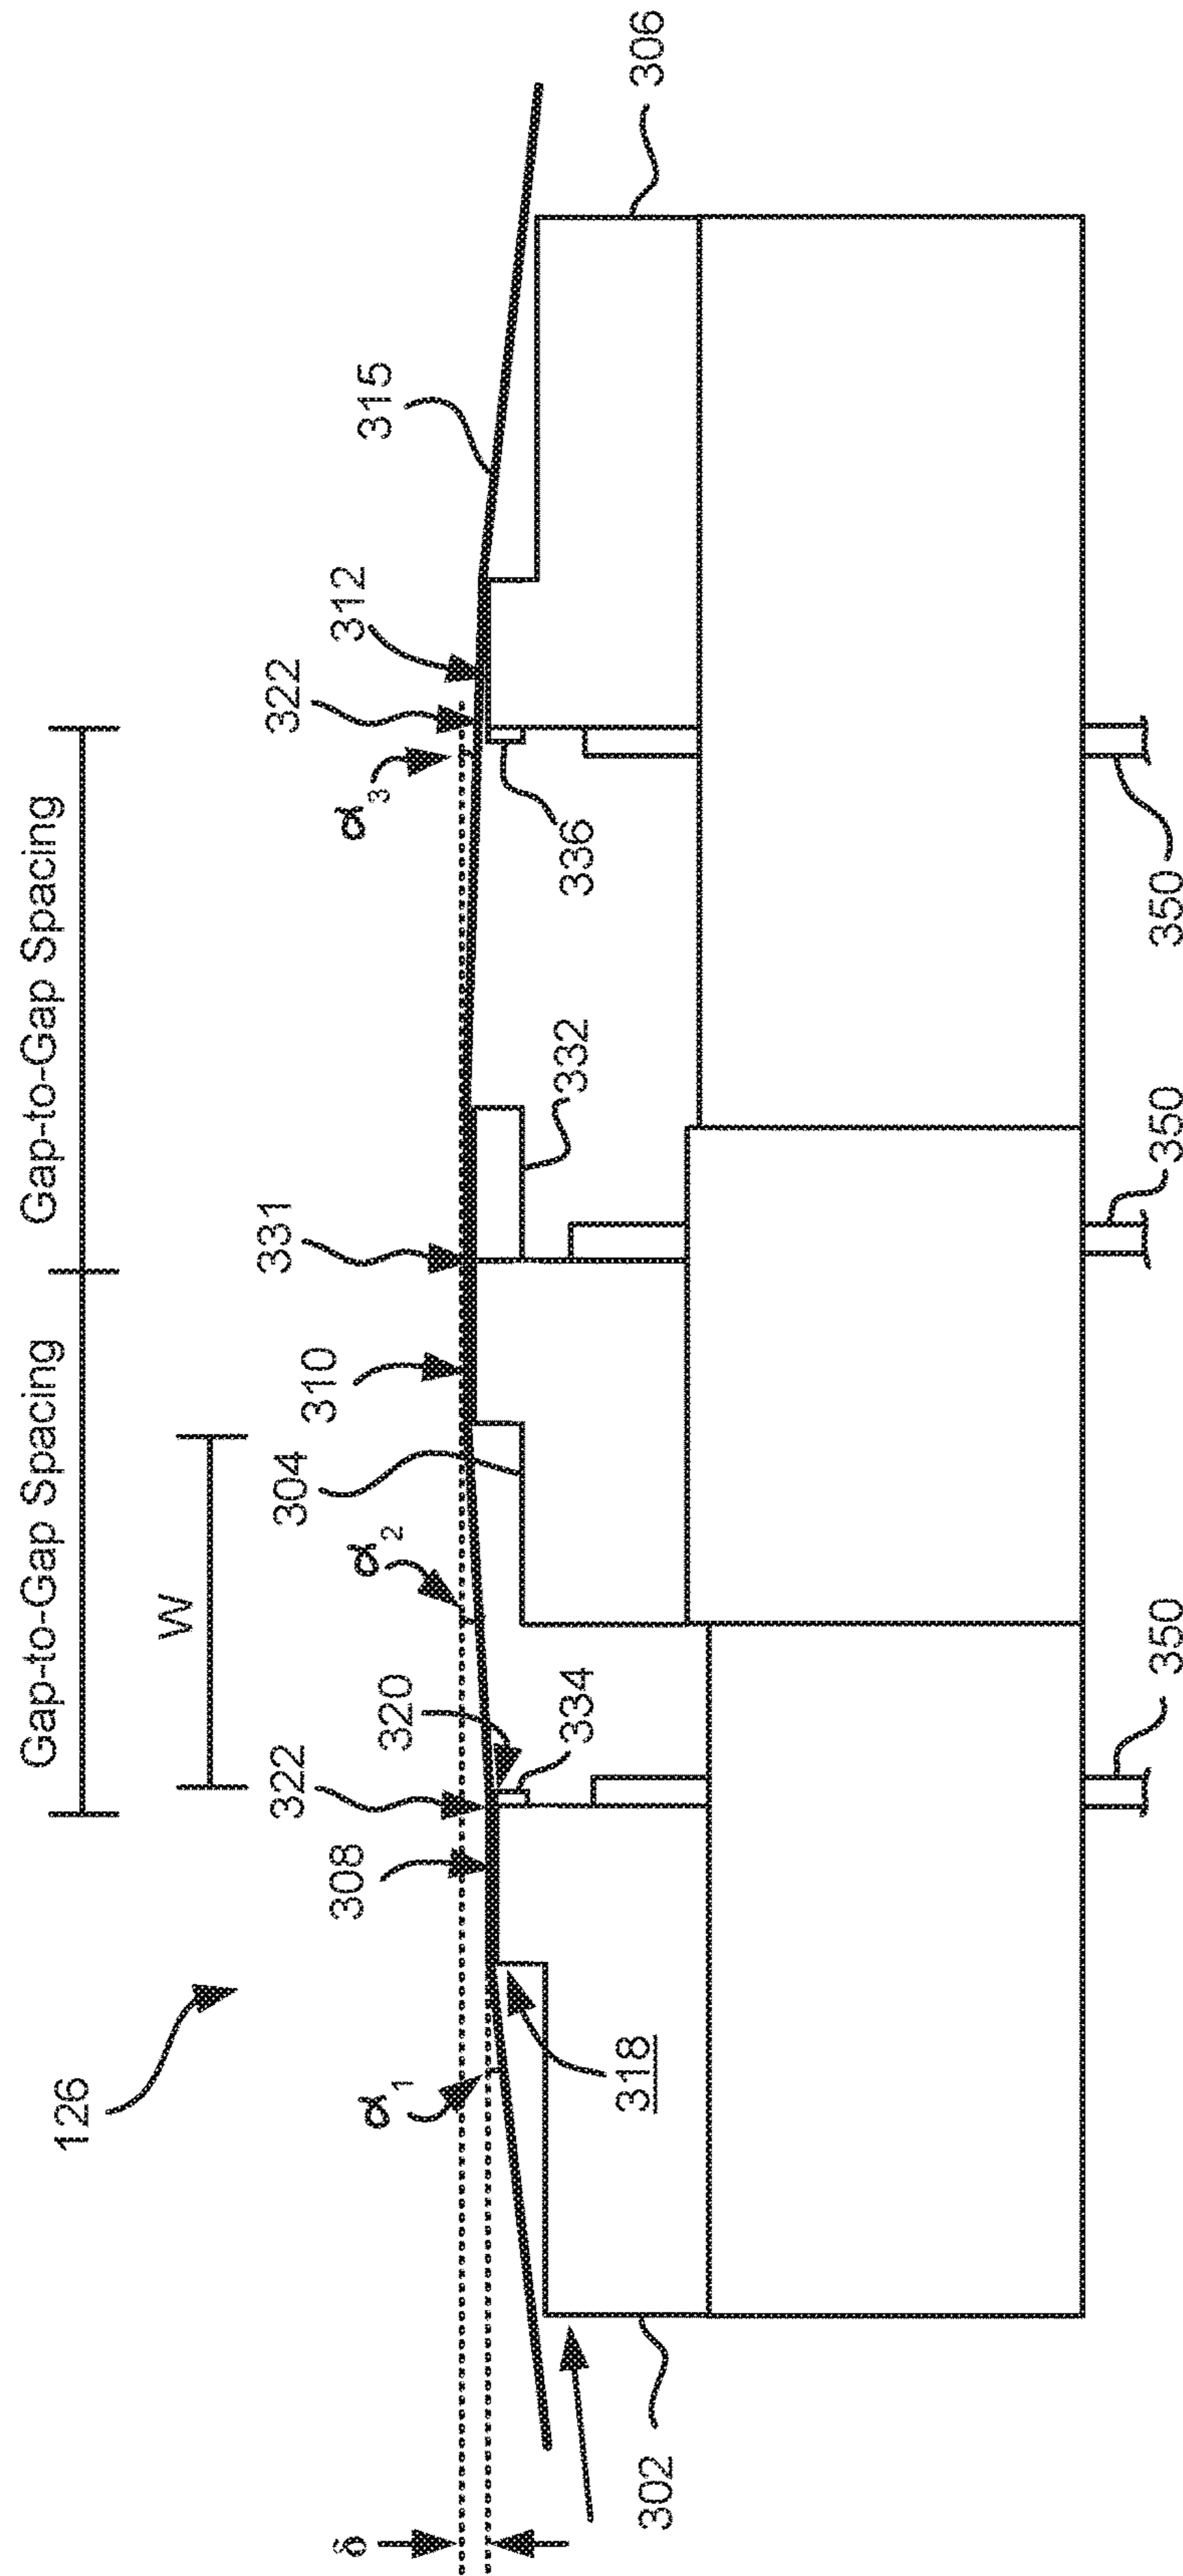 Gap-to-Gap Spacing
Gap-to-Gap Spacing
W
126
δ
α1
308
322
320
α2
304
310
331
α3
322
312
315
318
334
332
336
302
306
350
350
350